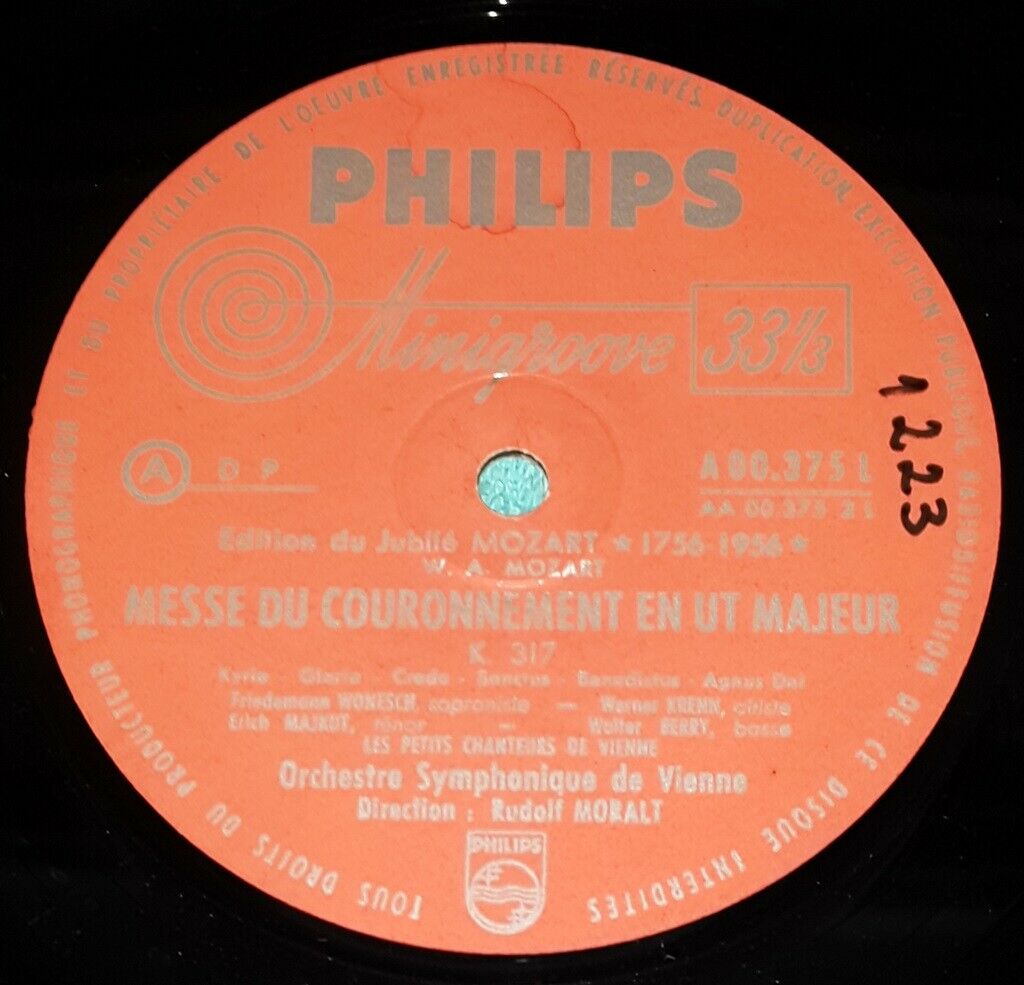 TOUS DROITS DU PRODUCTEUR PHONOGRAPHIQUE ET DU PROPRIÉTAIRE DE L'OEUVRE ENREGISTRÉE RÉSERVÉS. DUPLICATION, EXÉCUTION PUBLIQUE, RADIODIFFUSION DE CE DISQUE INTERDITES
PHILIPS
Minigroove 33 1/3
A D P A 00.375 L
AA 00.375 2 L
1223
Edition du Jubilé MOZART * 1756-1956 *
W. A. MOZART
MESSE DU COURONNEMENT EN UT MAJEUR
K 317
Kyrie - Gloria - Credo - Sanctus - Benedictus - Agnus Dei
Friedemann sopraniste — Werner KRENN, altiste
Erich MAJKUT, ténor — Walter BERRY, basse
LES PETITS CHANTEURS DE VIENNE
Orchestre Symphonique de Vienne
Direction : Rudolf MORALT
PHILIPS